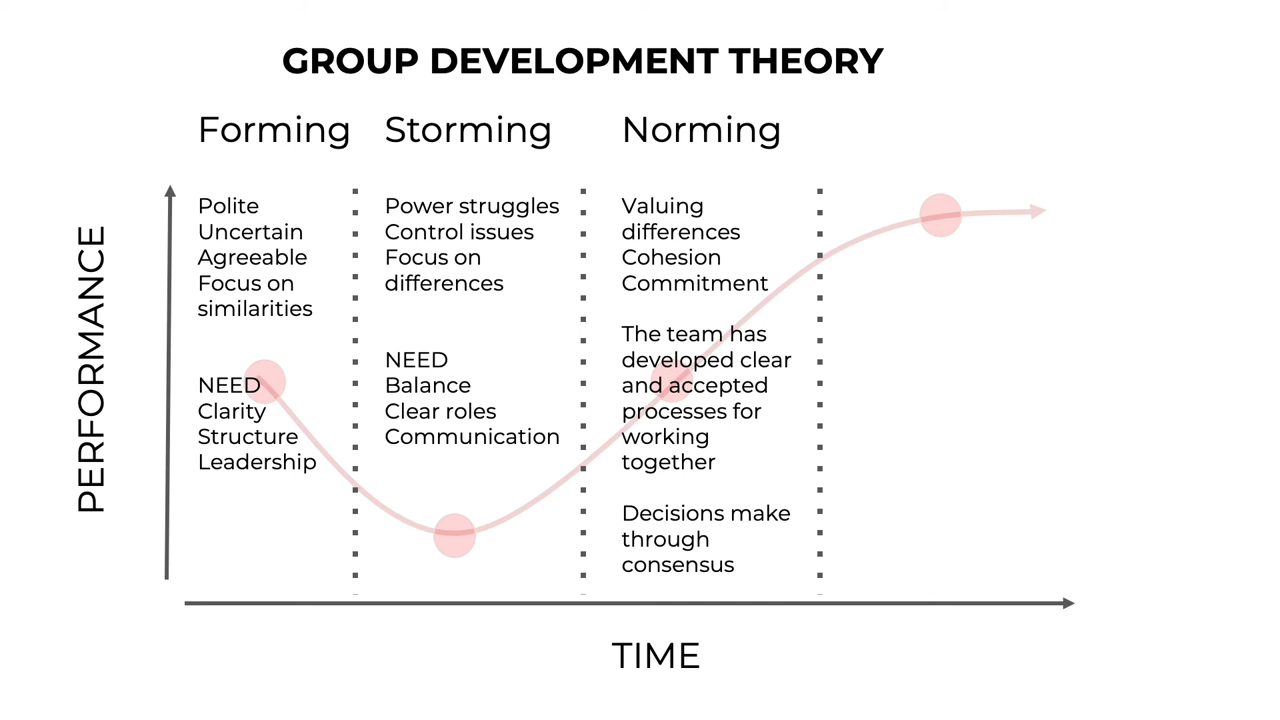 GROUP DEVELOPMENT THEORY
Forming
Storming
Norming
Polite
Uncertain
Agreeable
Focus on
similarities
NEED
Clarity
Structure
Leadership
Power struggles
Control issues
Focus on
differences
NEED
Balance
Clear roles
Communication
Valuing
differences
Cohesion
Commitment
The team has
developed clear
and accepted
processes for
working
together
Decisions make
through
consensus
PERFORMANCE
TIME